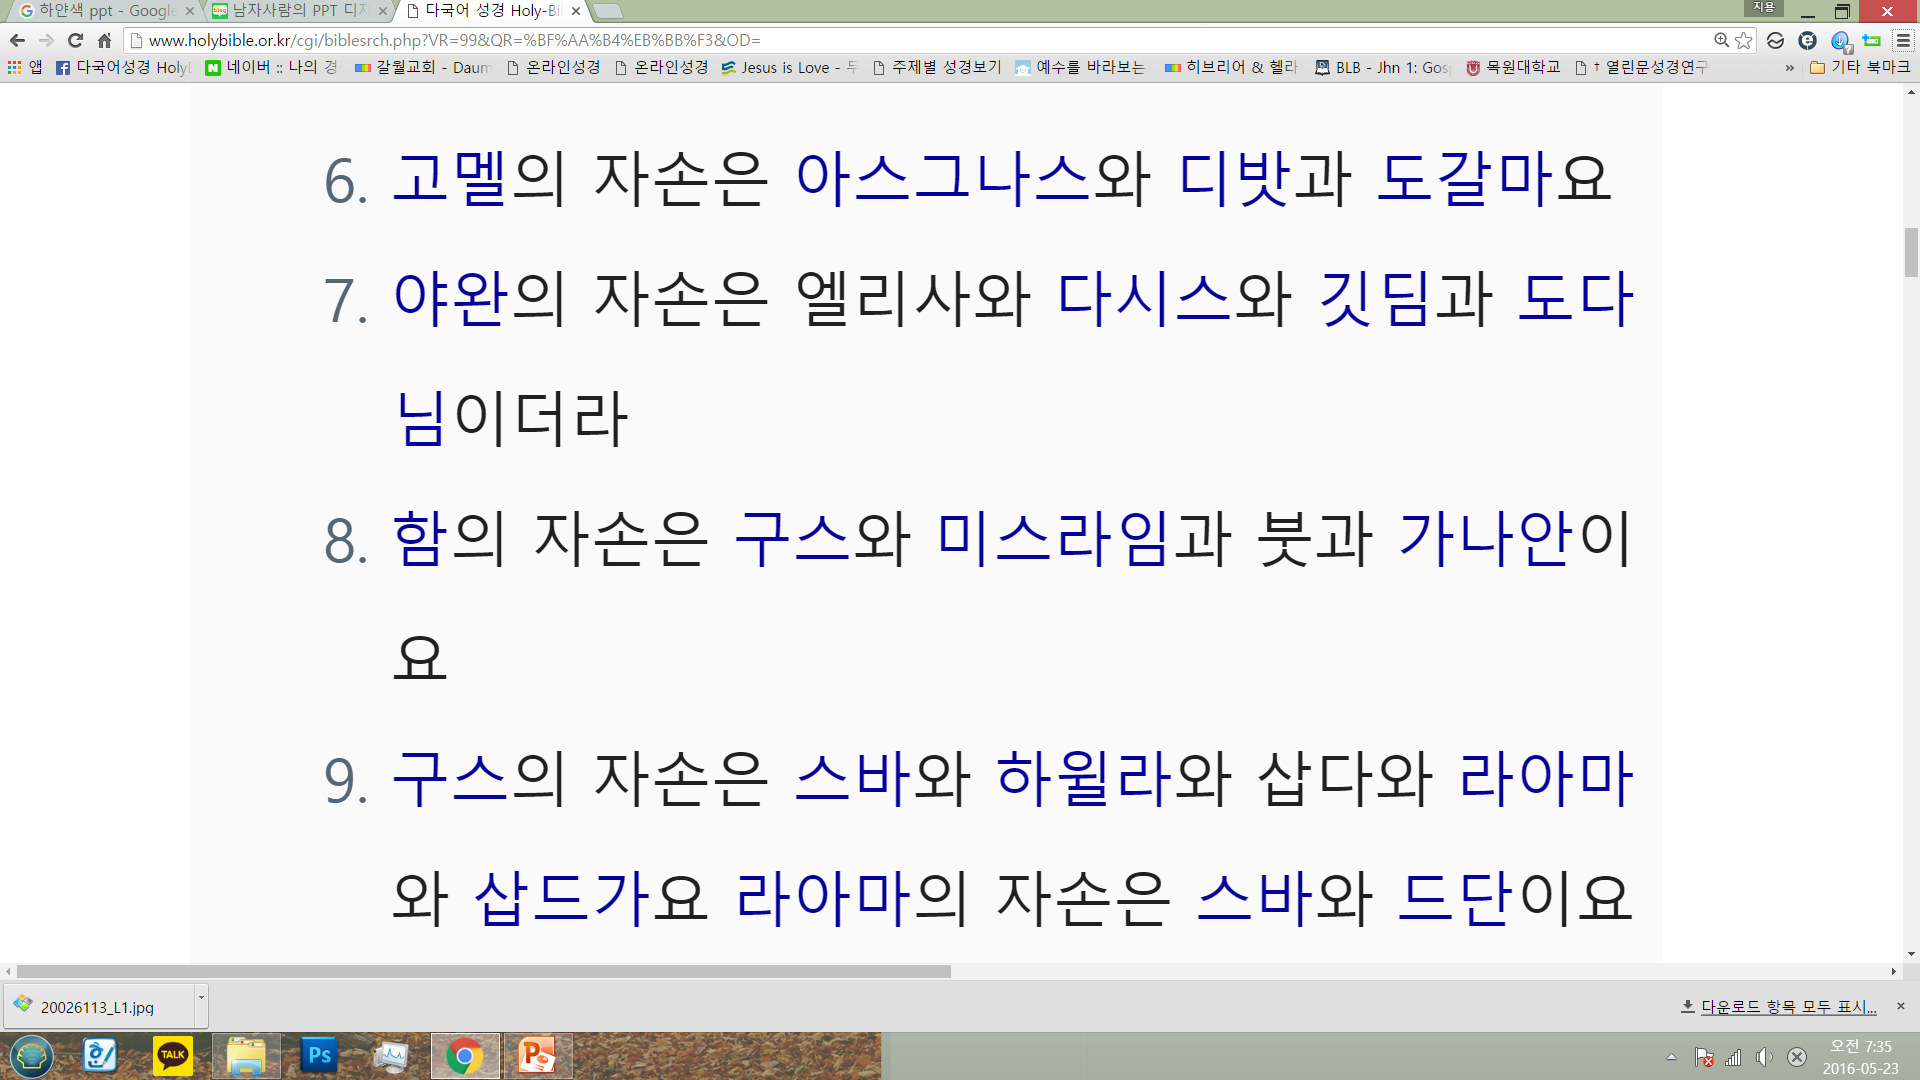 하얀색 ppt - Google
남자사람의 PPT 디자
다국어 성경 Holy-Bi
지용
www.holybible.or.kr/cgi/biblesrch.php?VR=99&QR=%BF%AA%B4%EB%BB%F3&OD=
앱 다국어성경 Holy 네이버 :: 나의 경 갈월교회 - Daum 온라인성경 온라인성경 Jesus is Love - 주제별 성경보기 예수를 바라보는 히브리어 & 헬라 BLB - Jhn 1: Gos 목원대학교 † 열린문성경연구 » 기타 북마크
6. 고멜의 자손은 아스그나스와 디밧과 도갈마요
7. 야완의 자손은 엘리사와 다시스와 깃딤과 도다
님이더라
8. 함의 자손은 구스와 미스라임과 붓과 가나안이
요
9. 구스의 자손은 스바와 하윌라와 삽다와 라아마
와 삽드가요 라아마의 자손은 스바와 드단이요
20026113_L1.jpg
다운로드 항목 모두 표시...
한/
TALK
Ps
오전 7:35
2016-05-23